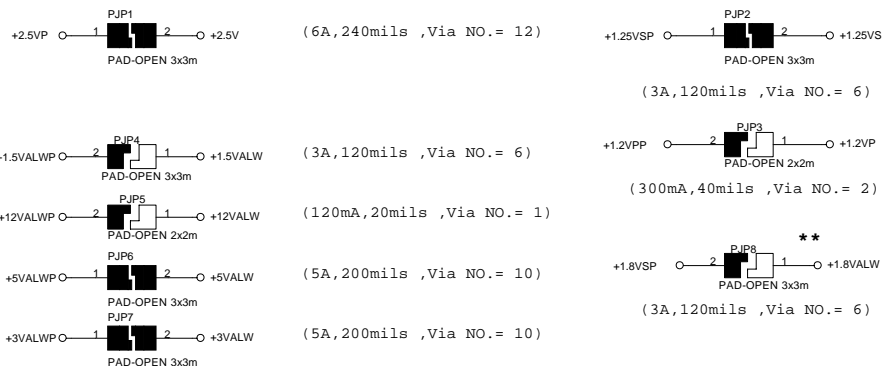 PJP1
+2.5VP 1 2 +2.5V (6A,240mils ,Via NO.= 12)
PAD-OPEN 3x3m
PJP2
+1.25VSP 1 2 +1.25VS
PAD-OPEN 3x3m
(3A,120mils ,Via NO.= 6)
PJP4
+1.5VALWP 2 1 +1.5VALW (3A,120mils ,Via NO.= 6)
PAD-OPEN 3x3m
PJP3
+1.2VPP 2 1 +1.2VP
PAD-OPEN 2x2m
(300mA,40mils ,Via NO.= 2)
PJP5
+12VALWP 2 1 +12VALW (120mA,20mils ,Via NO.= 1)
PAD-OPEN 2x2m
PJP6
+5VALWP 1 2 +5VALW (5A,200mils ,Via NO.= 10)
PAD-OPEN 3x3m
**
PJP8
+1.8VSP 2 1 +1.8VALW
PAD-OPEN 3x3m
(3A,120mils ,Via NO.= 6)
PJP7
+3VALWP 1 2 +3VALW (5A,200mils ,Via NO.= 10)
PAD-OPEN 3x3m